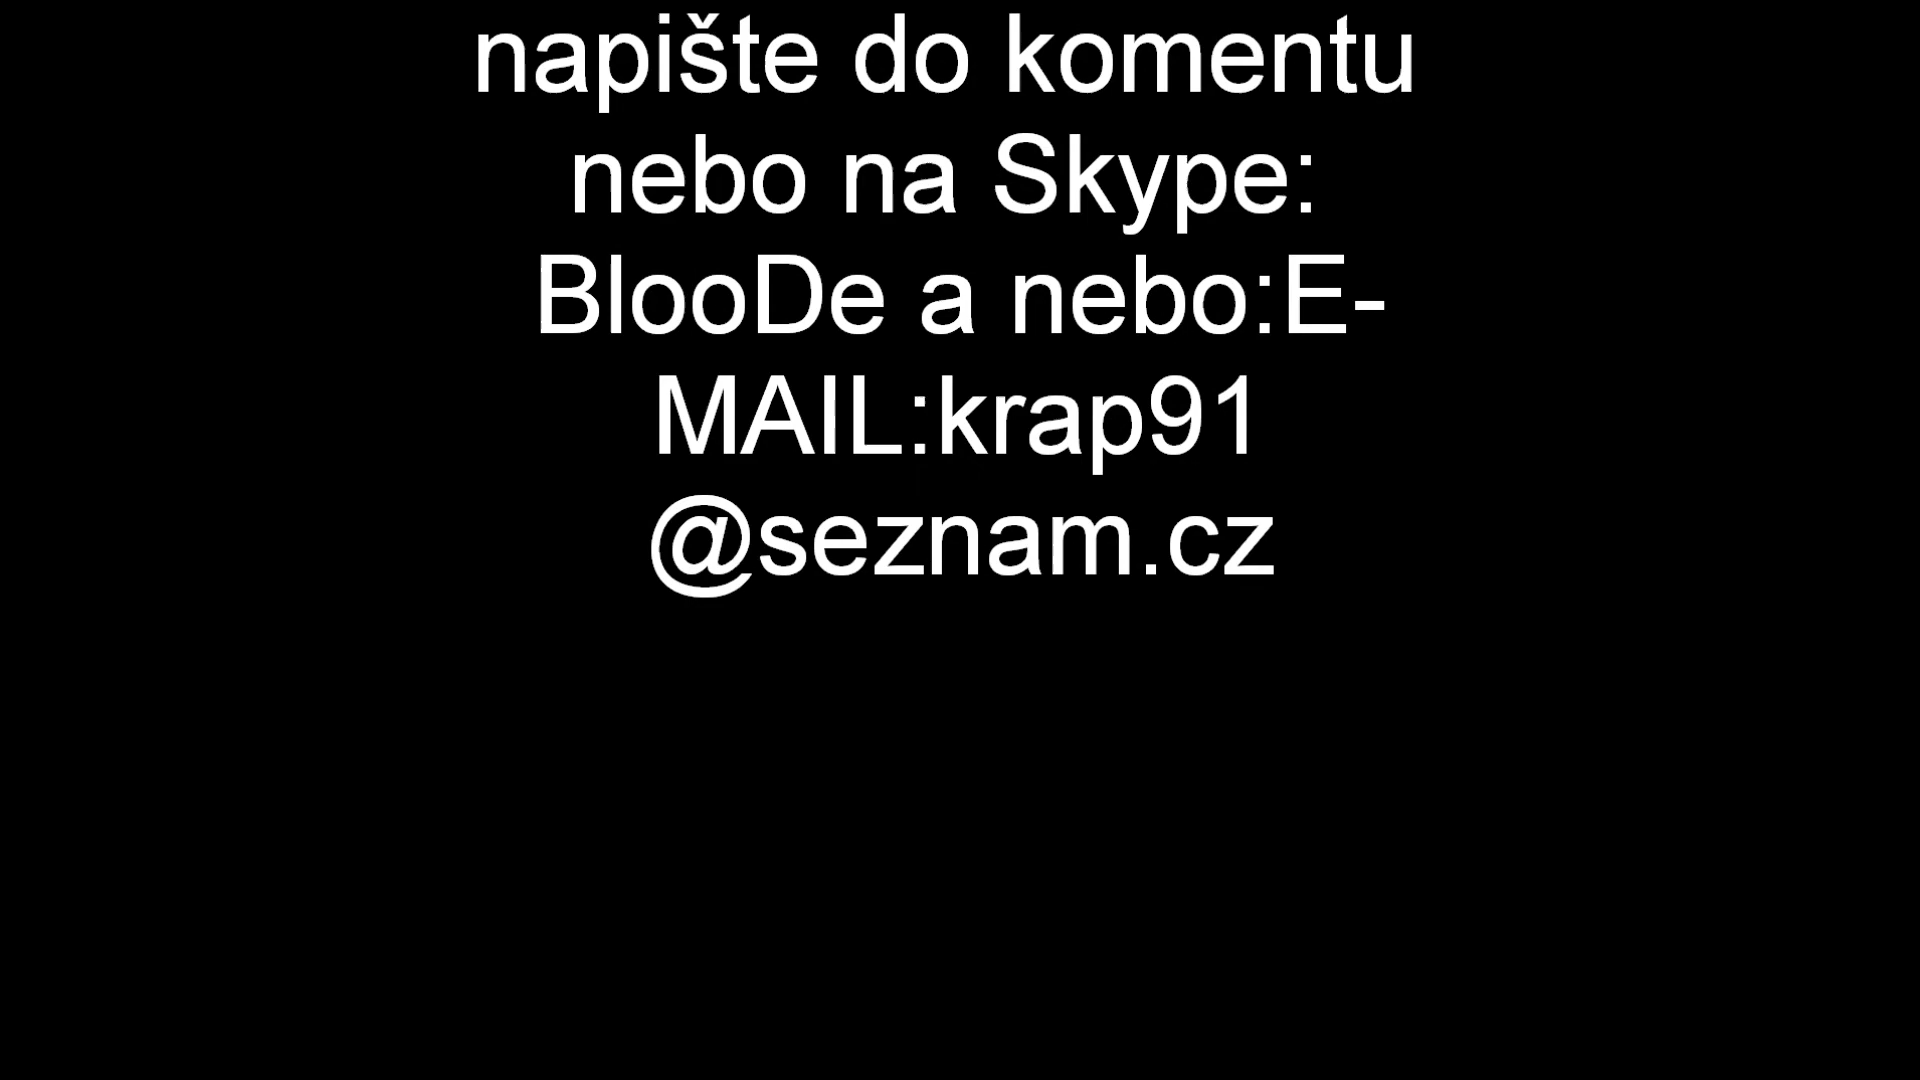 napište do komentu
nebo na Skype:
BlooDe a nebo:E-
MAIL:krap91
@seznam.cz